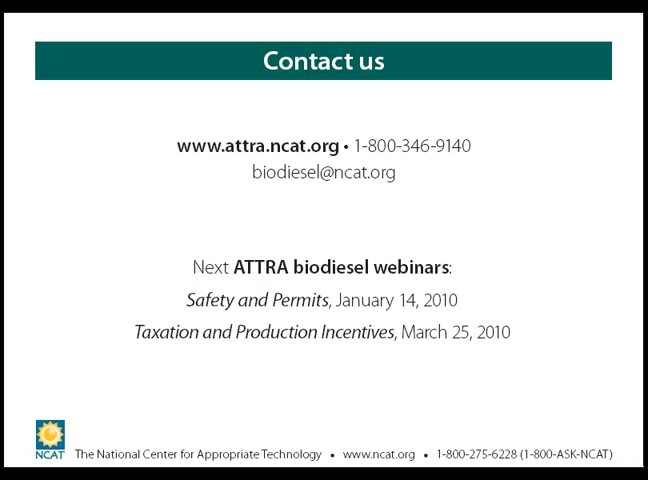 Contact us
www.attra.ncat.org • 1-800-346-9140
biodiesel@ncat.org
Next ATTRA biodiesel webinars:
Safety and Permits, January 14, 2010
Taxation and Production Incentives, March 25, 2010
NCAT
The National Center for Appropriate Technology • www.ncat.org • 1-800-275-6228 (1-800-ASK-NCAT)